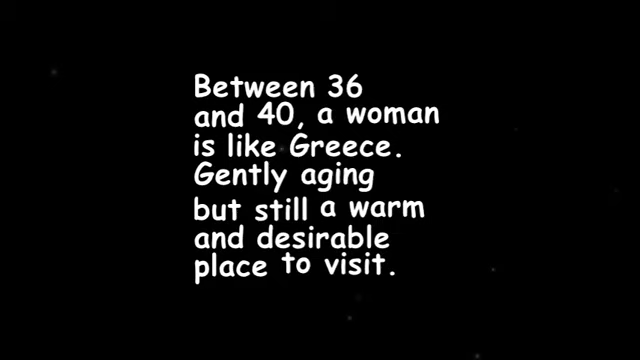 Between 36
and 40, a woman
is like Greece.
Gently aging
but still a warm
and desirable
place to visit.